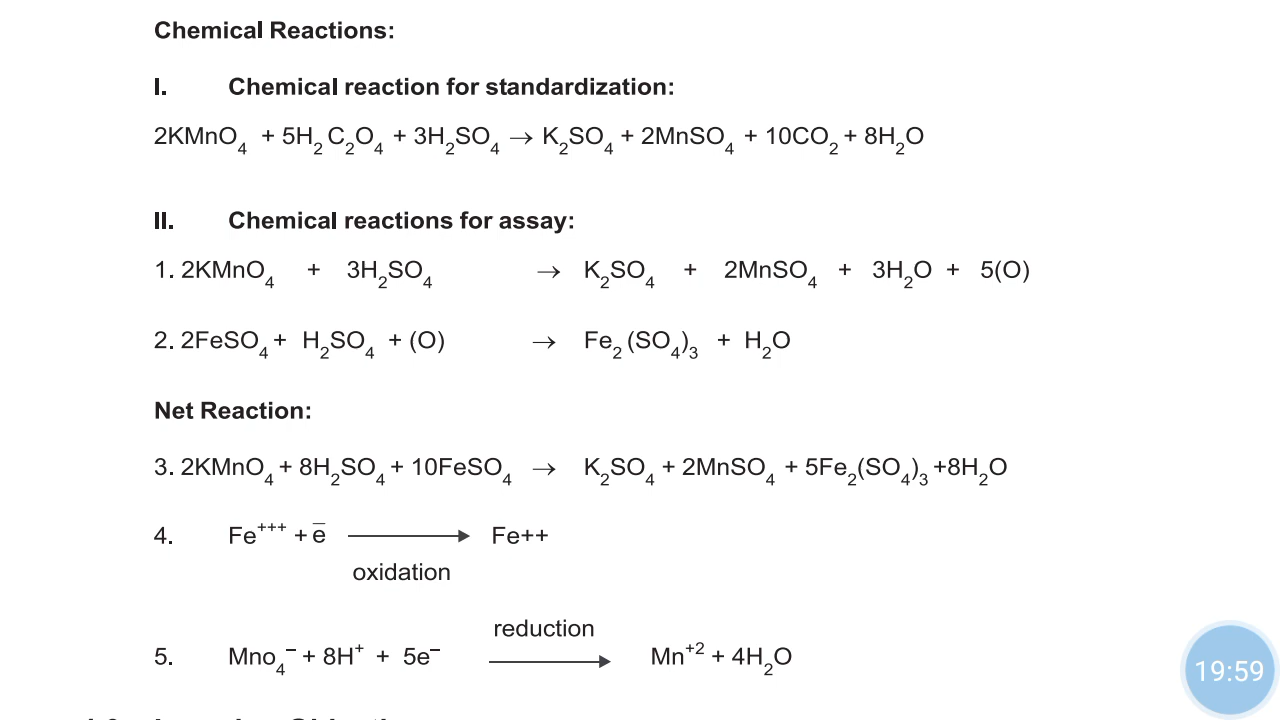 Chemical Reactions:
I. Chemical reaction for standardization:
2KMnO₄ + 5H₂ C₂O₄ + 3H₂SO₄ → K₂SO₄ + 2MnSO₄ + 10CO₂ + 8H₂O
II. Chemical reactions for assay:
1. 2KMnO₄ + 3H₂SO₄ → K₂SO₄ + 2MnSO₄ + 3H₂O + 5(O)
2. 2FeSO₄ + H₂SO₄ + (O) → Fe₂ (SO₄)₃ + H₂O
Net Reaction:
3. 2KMnO₄ + 8H₂SO₄ + 10FeSO₄ → K₂SO₄ + 2MnSO₄ + 5Fe₂(SO₄)₃ +8H₂O
4. Fe⁺⁺⁺ + e̅ → Fe++
oxidation
reduction
5. Mno₄⁻ + 8H⁺ + 5e⁻ → Mn⁺² + 4H₂O
19:59